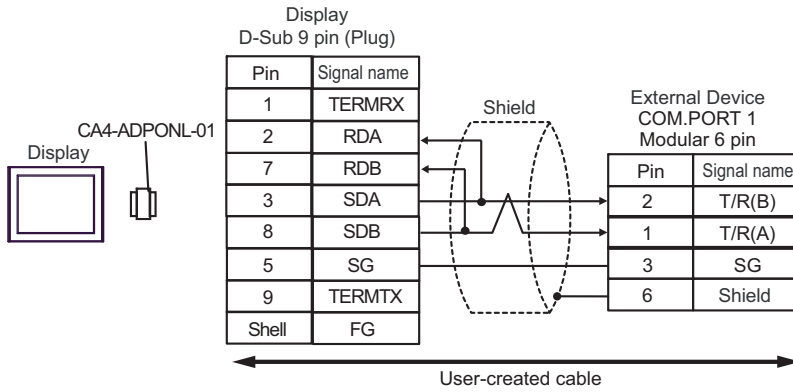 Display
D-Sub 9 pin (Plug)
Pin Signal name
1 TERMRX
2 RDA
7 RDB
3 SDA
8 SDB
5 SG
9 TERMTX
Shell FG
CA4-ADPONL-01
Display
Shield
External Device
COM.PORT 1
Modular 6 pin
Pin Signal name
2 T/R(B)
1 T/R(A)
3 SG
6 Shield
User-created cable